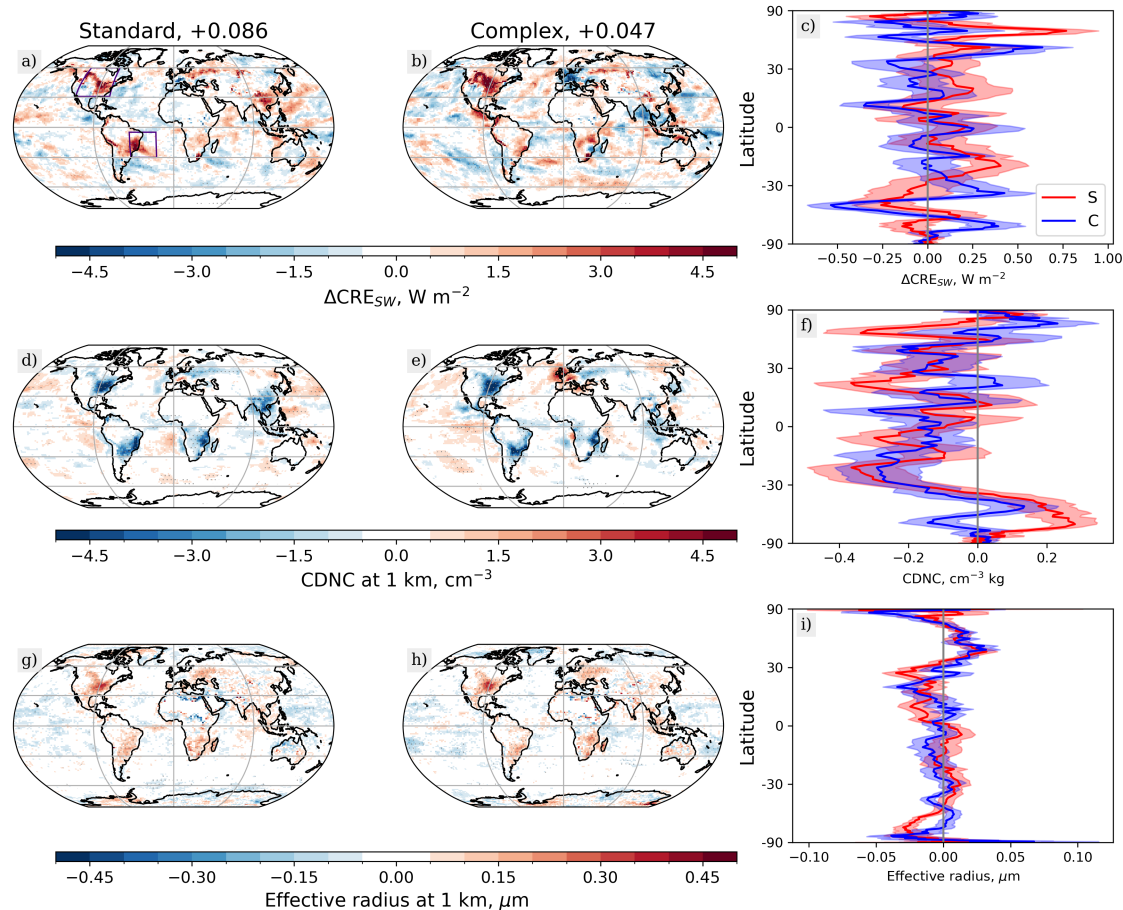 Standard, +0.086
Complex, +0.047
a)
b)
−4.5 −3.0 −1.5 0.0 1.5 3.0 4.5
ΔCRE_SW, W m⁻²
c)
90
30
0
-30
-90
Latitude
S
C
−0.50 −0.25 0.00 0.25 0.50 0.75 1.00
ΔCRE_SW, W m⁻²
d)
e)
−4.5 −3.0 −1.5 0.0 1.5 3.0 4.5
CDNC at 1 km, cm⁻³
f)
90
30
0
-30
-90
Latitude
−0.4 −0.2 0.0 0.2
CDNC, cm⁻³ kg
g)
h)
−0.45 −0.30 −0.15 0.00 0.15 0.30 0.45
Effective radius at 1 km, μm
i)
90
30
0
-30
-90
Latitude
−0.10 −0.05 0.00 0.05 0.10
Effective radius, μm